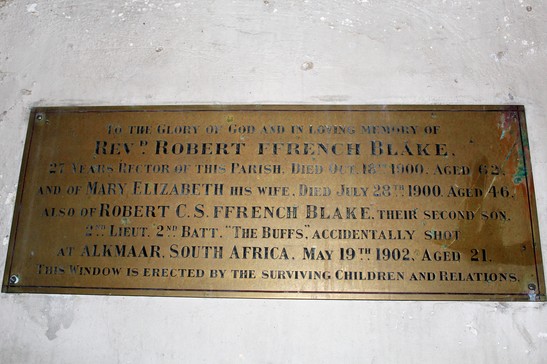 TO THE GLORY OF GOD AND IN LOVING MEMORY OF
REVD. ROBERT FFRENCH BLAKE.
27 YEARS RECTOR OF THIS PARISH. DIED OCT. 18TH 1900. AGED 62.
AND OF MARY ELIZABETH HIS WIFE. DIED JULY 28TH 1900. AGED 46.
ALSO OF ROBERT C.S. FFRENCH BLAKE, THEIR SECOND SON.
2ND LIEUT. 2ND BATT. "THE BUFFS", ACCIDENTALLY SHOT
AT ALKMAAR, SOUTH AFRICA, MAY 19TH 1902. AGED 21.
THIS WINDOW IS ERECTED BY THE SURVIVING CHILDREN AND RELATIONS.